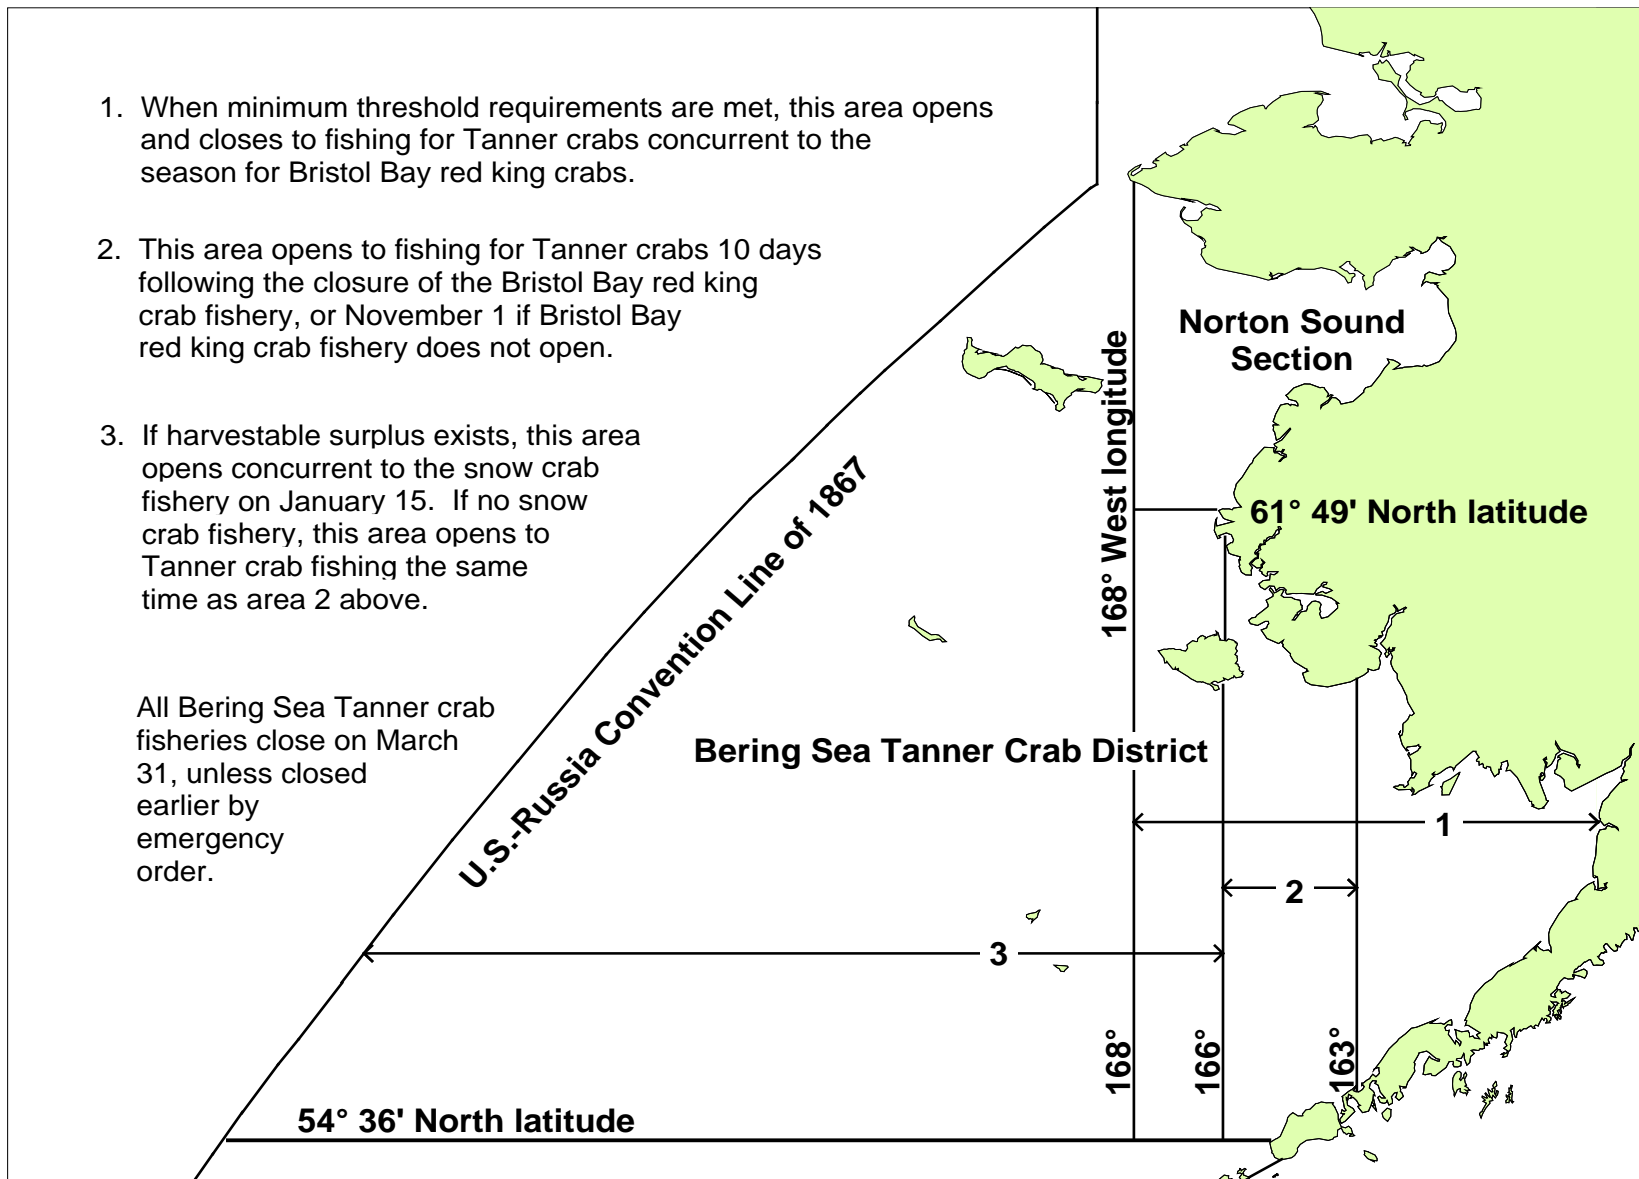 1. When minimum threshold requirements are met, this area opens
and closes to fishing for Tanner crabs concurrent to the
season for Bristol Bay red king crabs.
2. This area opens to fishing for Tanner crabs 10 days
following the closure of the Bristol Bay red king
crab fishery, or November 1 if Bristol Bay
red king crab fishery does not open.
3. If harvestable surplus exists, this area
opens concurrent to the snow crab
fishery on January 15. If no snow
crab fishery, this area opens to
Tanner crab fishing the same
time as area 2 above.
All Bering Sea Tanner crab
fisheries close on March
31, unless closed
earlier by
emergency
order.
U.S.-Russia Convention Line of 1867
168° West longitude
Norton Sound
Section
61° 49' North latitude
Bering Sea Tanner Crab District
1
2
3
168°
166°
163°
54° 36' North latitude